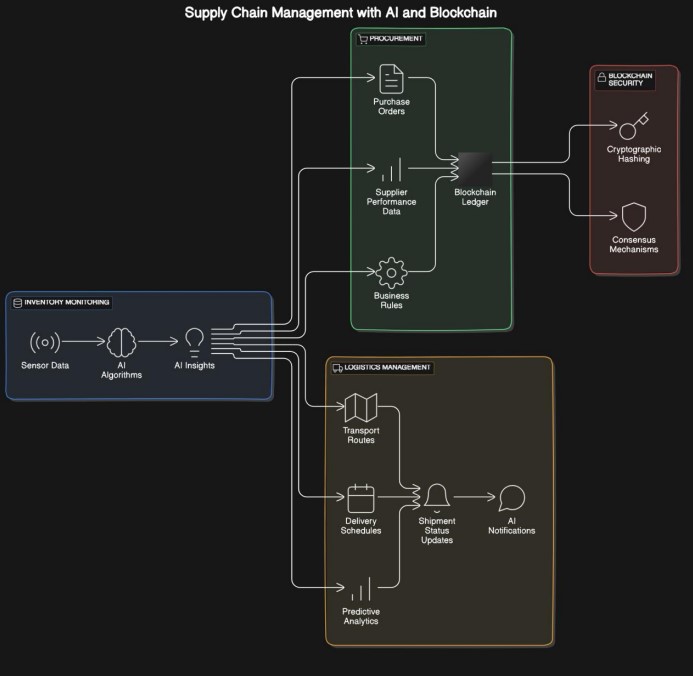 Supply Chain Management with AI and Blockchain
PROCUREMENT
Purchase
Orders
Supplier
Performance
Data
Business
Rules
Blockchain
Ledger
BLOCKCHAIN
SECURITY
Cryptographic
Hashing
Consensus
Mechanisms
INVENTORY MONITORING
Sensor Data
AI
Algorithms
AI Insights
LOGISTICS MANAGEMENT
Transport
Routes
Delivery
Schedules
Shipment
Status
Updates
AI
Notifications
Predictive
Analytics